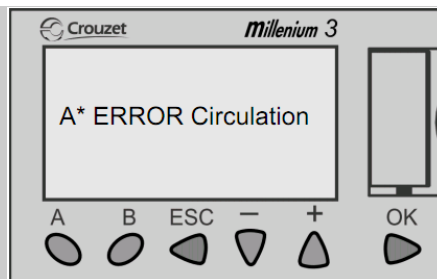 Crouzet
millenium 3
A* ERROR Circulation
A B ESC - + OK